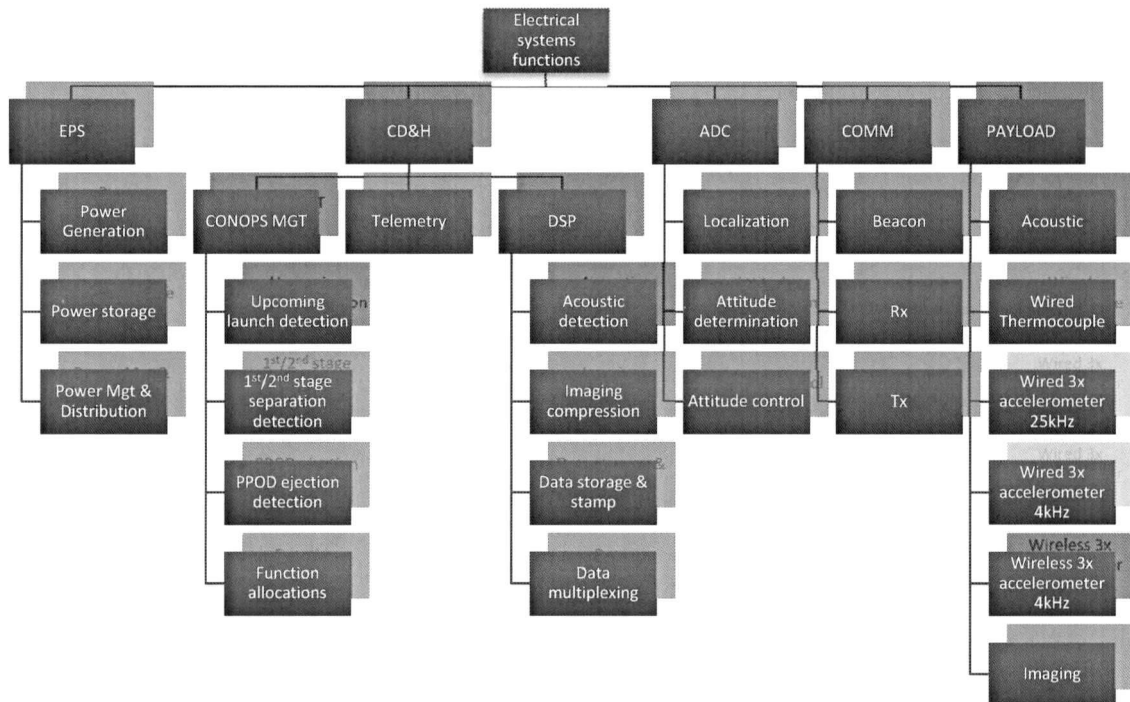 Electrical
systems
functions
EPS
CD&H
ADC
COMM
PAYLOAD
Power
Generation
CONOPS MGT
Telemetry
DSP
Localization
Beacon
Acoustic
Power storage
Upcoming
launch detection
Acoustic
detection
Attitude
determination
Rx
Wired
Thermocouple
Power Mgt &
Distribution
1st/2nd stage
separation
detection
Imaging
compression
Attitude control
Tx
Wired 3x
accelerometer
25kHz
PPOD ejection
detection
Data storage &
stamp
Wired 3x
accelerometer
4kHz
Function
allocations
Data
multiplexing
Wireless 3x
Wireless 3x
accelerometer
4kHz
Imaging